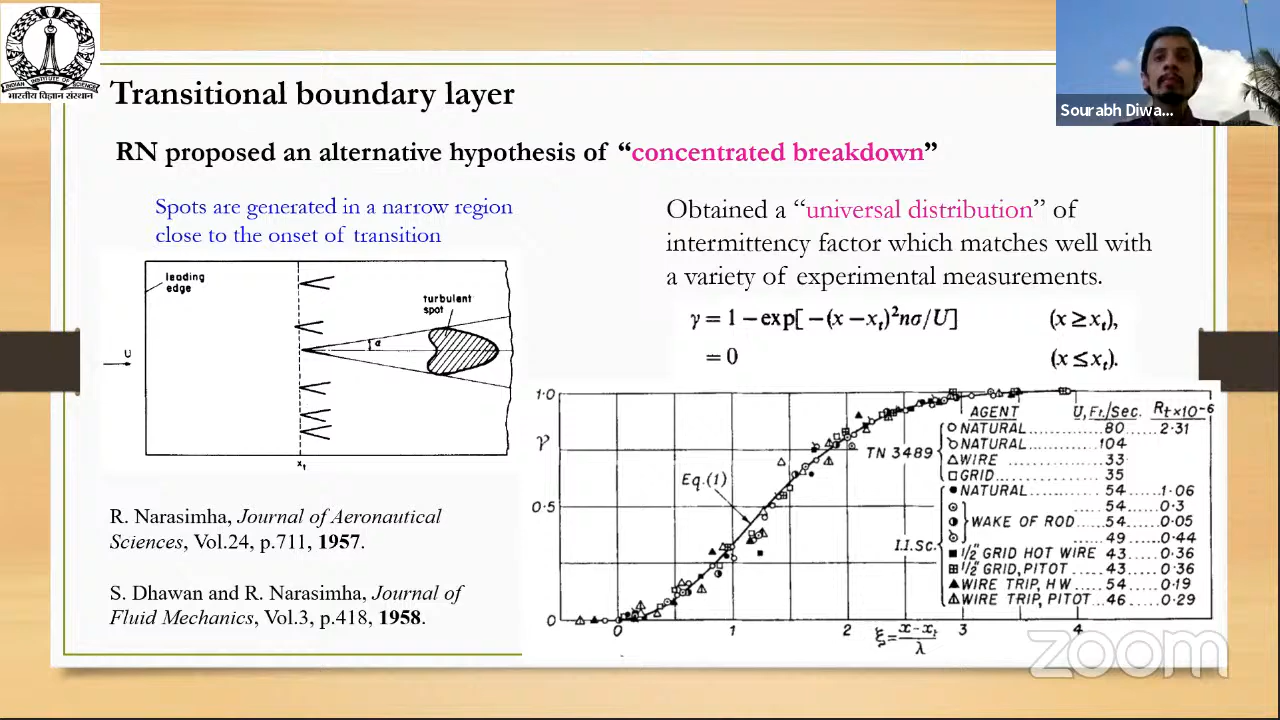 INDIAN INSTITUTE OF SCIENCE
भारतीय विज्ञान संस्थान
Sourabh Diwa...
Transitional boundary layer
RN proposed an alternative hypothesis of “concentrated breakdown”
Spots are generated in a narrow region
close to the onset of transition
leading
edge
turbulent
spot
α
U
xₜ
R. Narasimha, Journal of Aeronautical
Sciences, Vol.24, p.711, 1957.
S. Dhawan and R. Narasimha, Journal of
Fluid Mechanics, Vol.3, p.418, 1958.
Obtained a “universal distribution” of
intermittency factor which matches well with
a variety of experimental measurements.
γ = 1 − exp[−(x − xₜ)²nσ/U] (x ≥ xₜ),
= 0 (x ≤ xₜ).
1.0
γ
0.5
0
Eq.(1)
AGENT U, Ft./SEC. Rt×10⁻⁶
TN 3489
NATURAL 80 2.31
NATURAL 104
WIRE 33
GRID 35
I.I.SC.
NATURAL 54 1.06
54 0.3
WAKE OF ROD 54 0.05
49 0.44
1/2" GRID HOT WIRE 43 0.36
1/2" GRID, PITOT 43 0.36
WIRE TRIP, HW 54 0.19
WIRE TRIP, PITOT 46 0.29
0 1 2 3 4
ξ = (x − xₜ)/λ
zoom